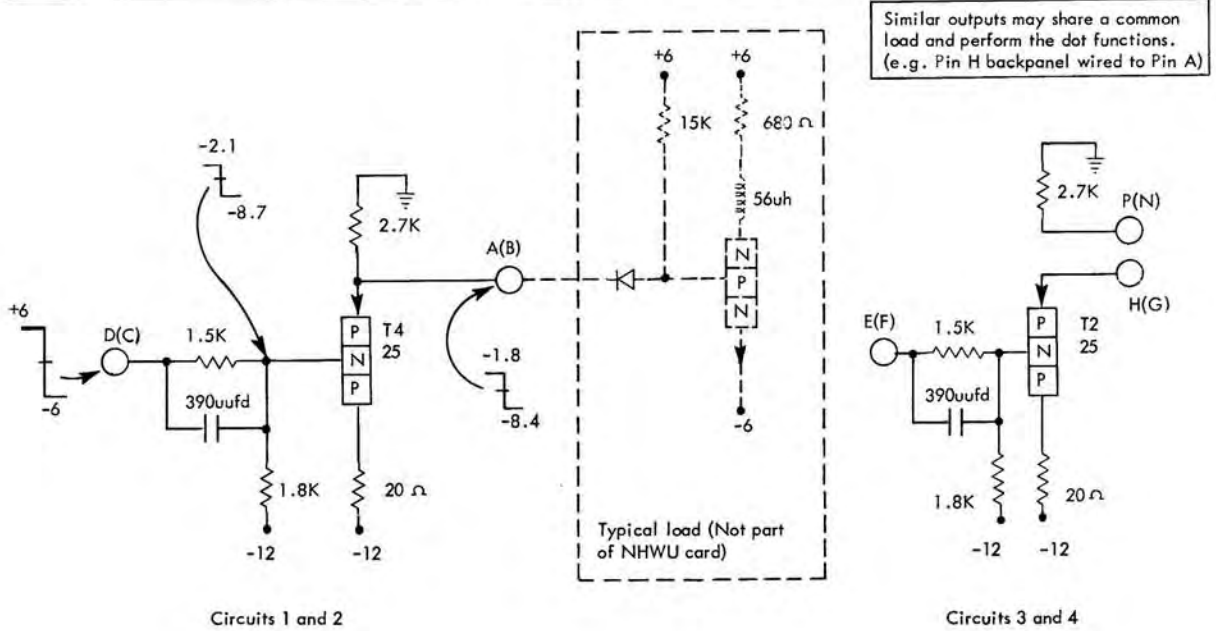 Similar outputs may share a common
load and perform the dot functions.
(e.g. Pin H backpanel wired to Pin A)
+6
+6
15K
680 Ω
56uh
N
P
N
-6
Typical load (Not part
of NHWU card)
-2.1
-8.7
2.7K
A(B)
+6
-6
D(C)
1.5K
390uufd
P
N
P
T4
25
-1.8
-8.4
1.8K
20 Ω
-12
-12
Circuits 1 and 2
2.7K
P(N)
H(G)
E(F)
1.5K
390uufd
P
N
P
T2
25
1.8K
20 Ω
-12
-12
Circuits 3 and 4